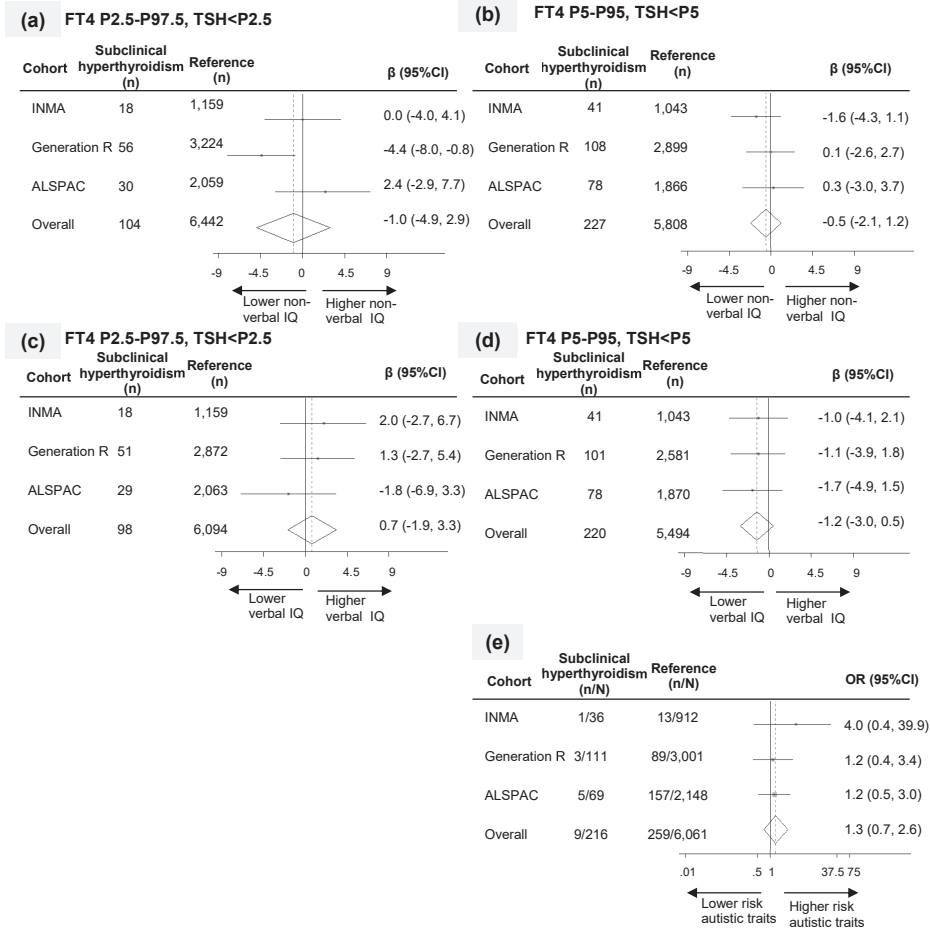 (a) FT4 P2.5-P97.5, TSH<P2.5
Cohort Subclinical hyperthyroidism (n) Reference (n) β (95%CI)
INMA 18 1,159 0.0 (-4.0, 4.1)
Generation R 56 3,224 -4.4 (-8.0, -0.8)
ALSPAC 30 2,059 2.4 (-2.9, 7.7)
Overall 104 6,442 -1.0 (-4.9, 2.9)
-9 -4.5 0 4.5 9
Lower non-verbal IQ Higher non-verbal IQ
(b) FT4 P5-P95, TSH<P5
Cohort Subclinical hyperthyroidism (n) Reference (n) β (95%CI)
INMA 41 1,043 -1.6 (-4.3, 1.1)
Generation R 108 2,899 0.1 (-2.6, 2.7)
ALSPAC 78 1,866 0.3 (-3.0, 3.7)
Overall 227 5,808 -0.5 (-2.1, 1.2)
-9 -4.5 0 4.5 9
Lower non-verbal IQ Higher non-verbal IQ
(c) FT4 P2.5-P97.5, TSH<P2.5
Cohort Subclinical hyperthyroidism (n) Reference (n) β (95%CI)
INMA 18 1,159 2.0 (-2.7, 6.7)
Generation R 51 2,872 1.3 (-2.7, 5.4)
ALSPAC 29 2,063 -1.8 (-6.9, 3.3)
Overall 98 6,094 0.7 (-1.9, 3.3)
-9 -4.5 0 4.5 9
Lower verbal IQ Higher verbal IQ
(d) FT4 P5-P95, TSH<P5
Cohort Subclinical hyperthyroidism (n) Reference (n) β (95%CI)
INMA 41 1,043 -1.0 (-4.1, 2.1)
Generation R 101 2,581 -1.1 (-3.9, 1.8)
ALSPAC 78 1,870 -1.7 (-4.9, 1.5)
Overall 220 5,494 -1.2 (-3.0, 0.5)
-9 -4.5 0 4.5 9
Lower verbal IQ Higher verbal IQ
(e)
Cohort Subclinical hyperthyroidism (n/N) Reference (n/N) OR (95%CI)
INMA 1/36 13/912 4.0 (0.4, 39.9)
Generation R 3/111 89/3,001 1.2 (0.4, 3.4)
ALSPAC 5/69 157/2,148 1.2 (0.5, 3.0)
Overall 9/216 259/6,061 1.3 (0.7, 2.6)
.01 .5 1 37.5 75
Lower risk autistic traits Higher risk autistic traits